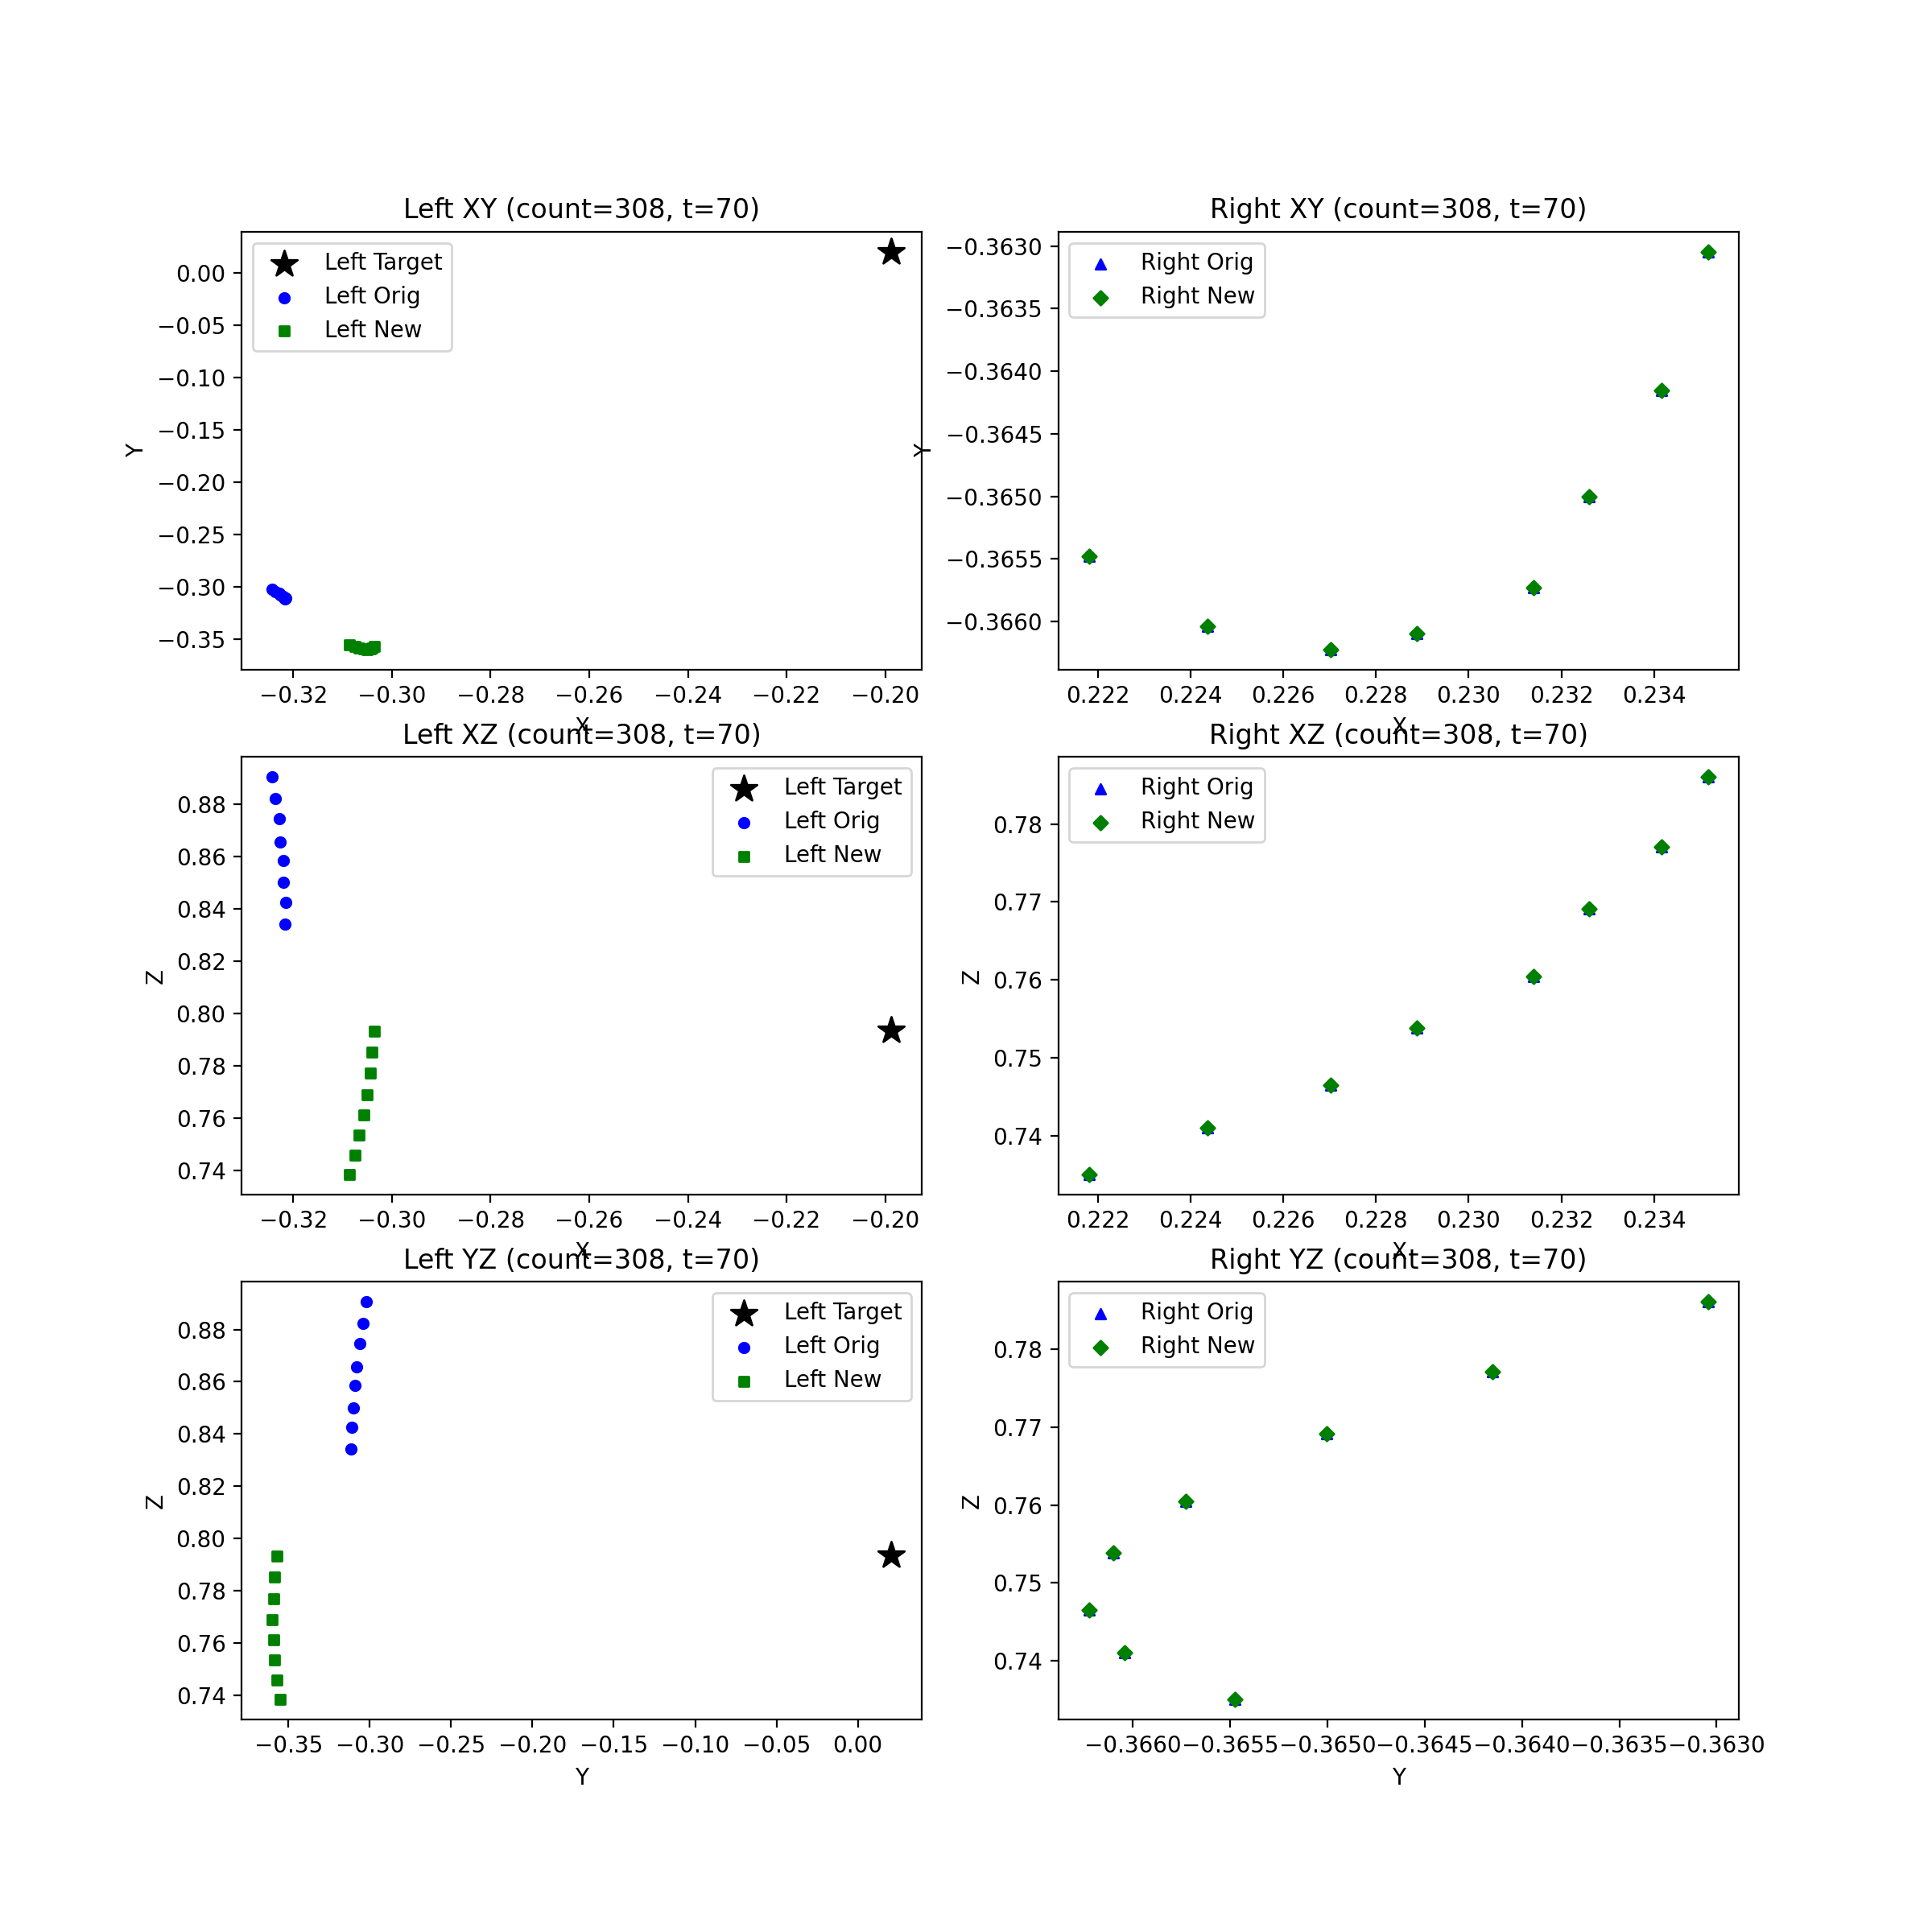 Left XY (count=308, t=70)
Left Target
Left Orig
Left New
0.00
−0.05
−0.10
−0.15
−0.20
−0.25
−0.30
−0.35
Y
−0.32 −0.30 −0.28 −0.26 −0.24 −0.22 −0.20
X
Right XY (count=308, t=70)
Right Orig
Right New
−0.3630
−0.3635
−0.3640
−0.3645
−0.3650
−0.3655
−0.3660
Y
0.222 0.224 0.226 0.228 0.230 0.232 0.234
X
Left XZ (count=308, t=70)
Left Target
Left Orig
Left New
0.88
0.86
0.84
0.82
0.80
0.78
0.76
0.74
Z
−0.32 −0.30 −0.28 −0.26 −0.24 −0.22 −0.20
X
Right XZ (count=308, t=70)
Right Orig
Right New
0.78
0.77
0.76
0.75
0.74
Z
0.222 0.224 0.226 0.228 0.230 0.232 0.234
X
Left YZ (count=308, t=70)
Left Target
Left Orig
Left New
0.88
0.86
0.84
0.82
0.80
0.78
0.76
0.74
Z
−0.35 −0.30 −0.25 −0.20 −0.15 −0.10 −0.05 0.00
Y
Right YZ (count=308, t=70)
Right Orig
Right New
0.78
0.77
0.76
0.75
0.74
Z
−0.3660 −0.3655 −0.3650 −0.3645 −0.3640 −0.3635 −0.3630
Y